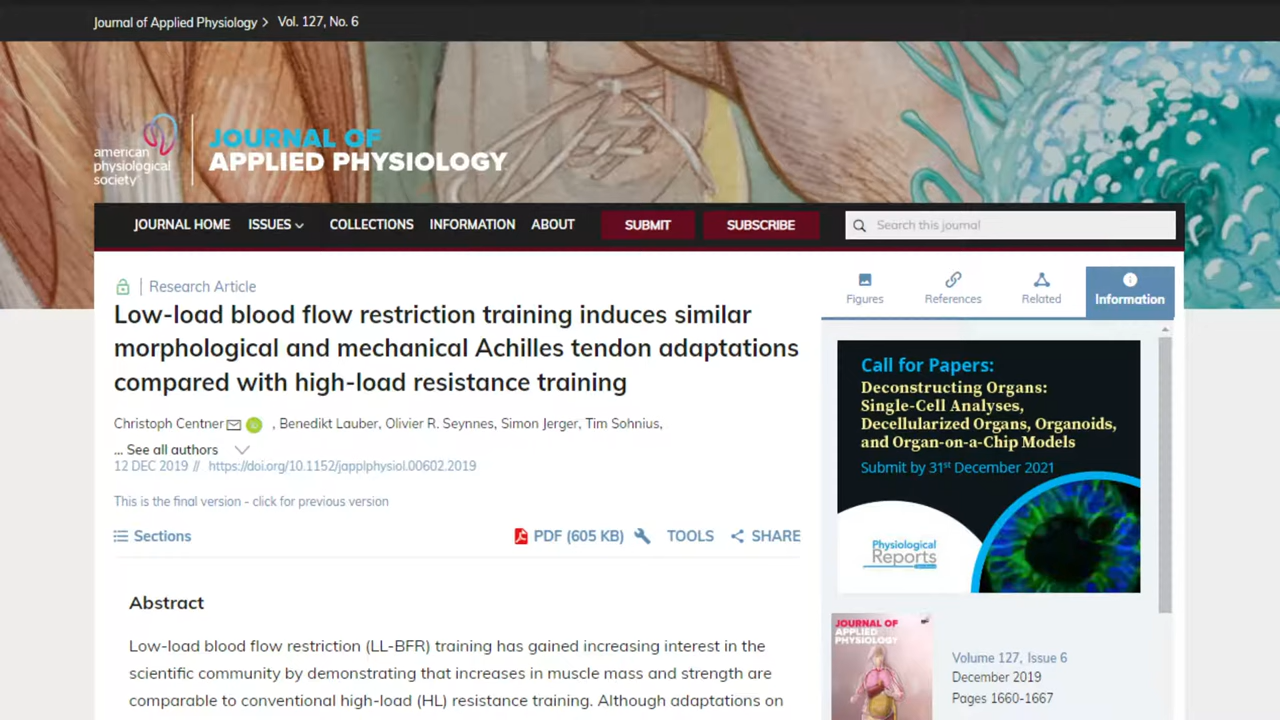 Journal of Applied Physiology > Vol. 127, No. 6
american
physiological
society
JOURNAL OF
APPLIED PHYSIOLOGY
JOURNAL HOME ISSUES COLLECTIONS INFORMATION ABOUT SUBMIT SUBSCRIBE Search this journal
Research Article
Low-load blood flow restriction training induces similar
morphological and mechanical Achilles tendon adaptations
compared with high-load resistance training
Christoph Centner , Benedikt Lauber, Olivier R. Seynnes, Simon Jerger, Tim Sohnius,
... See all authors
12 DEC 2019 // https://doi.org/10.1152/japplphysiol.00602.2019
This is the final version - click for previous version
Sections PDF (605 KB) TOOLS SHARE
Abstract
Low-load blood flow restriction (LL-BFR) training has gained increasing interest in the
scientific community by demonstrating that increases in muscle mass and strength are
comparable to conventional high-load (HL) resistance training. Although adaptations on
Figures References Related Information
Call for Papers:
Deconstructing Organs:
Single-Cell Analyses,
Decellularized Organs, Organoids,
and Organ-on-a-Chip Models
Submit by 31st December 2021
Physiological
Reports
JOURNAL OF
APPLIED
PHYSIOLOGY
Volume 127, Issue 6
December 2019
Pages 1660-1667